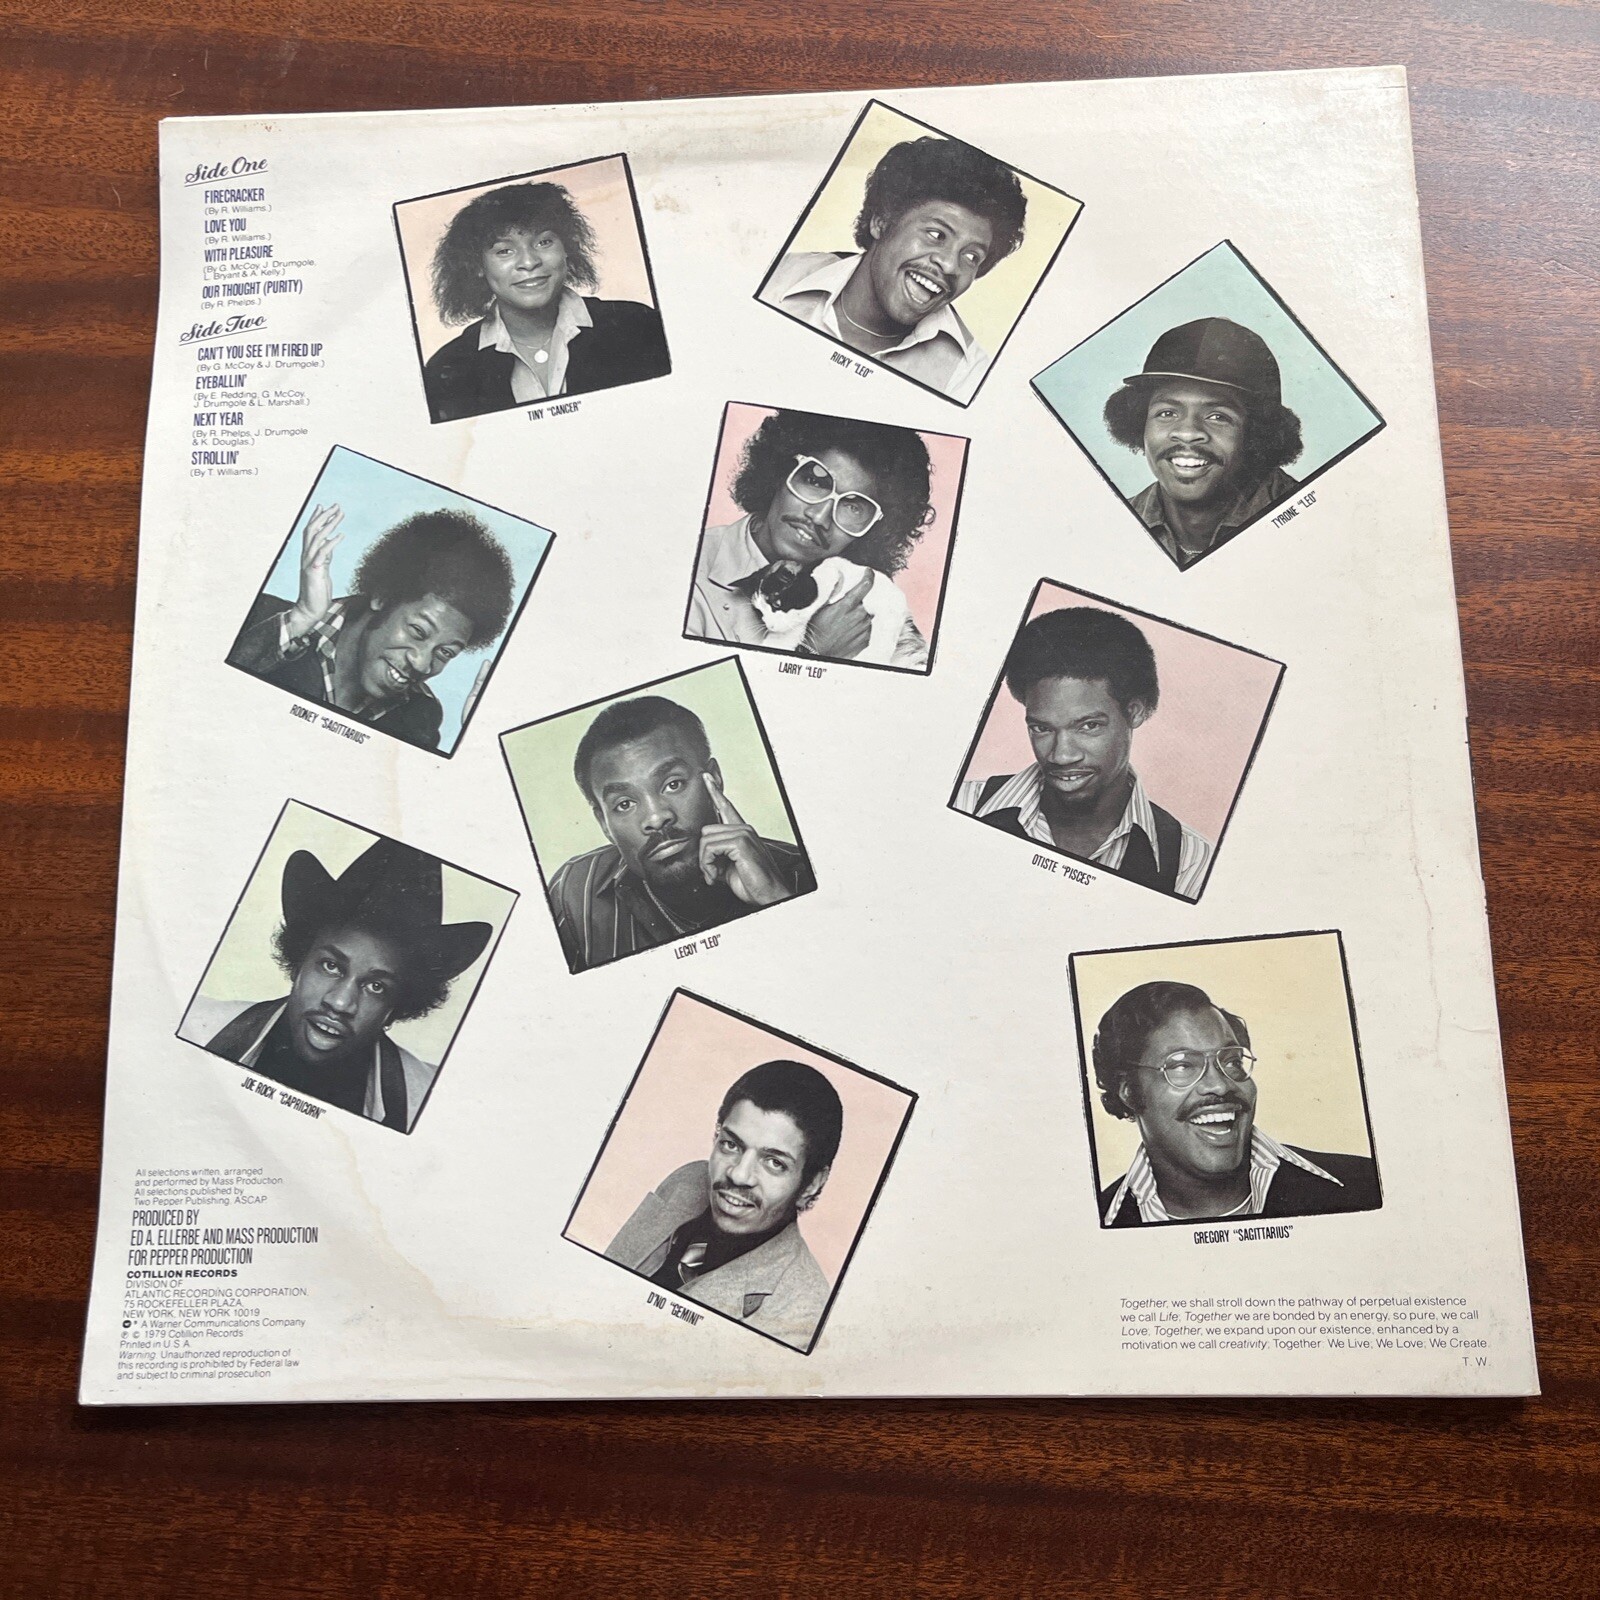 Side One
FIRECRACKER
(By R. Williams.)
LOVE YOU
(By R. Williams.)
WITH PLEASURE
(By G. McCoy, J. Drumgole,
L. Bryant & A. Kelly.)
OUR THOUGHT (PURITY)
(By R. Phelps.)
Side Two
CAN'T YOU SEE I'M FIRED UP
(By G. McCoy & J. Drumgole.)
EYEBALLIN'
(By E. Redding, G. McCoy,
J. Drumgole & L. Marshall.)
NEXT YEAR
(By R. Phelps, J. Drumgole
& K. Douglas.)
STROLLIN'
(By T. Williams.)
TINY "CANCER"
RICKY "LEO"
TYRONE "LEO"
RODNEY "SAGITTARIUS"
LARRY "LEO"
OTISTE "PISCES"
LECOY "LEO"
JOE ROCK "CAPRICORN"
D'NO "GEMINI"
GREGORY "SAGITTARIUS"
All selections written, arranged
and performed by Mass Production.
All selections published by
Two Pepper Publishing, ASCAP
PRODUCED BY
ED A. ELLERBE AND MASS PRODUCTION
FOR PEPPER PRODUCTION
COTILLION RECORDS
DIVISION OF
ATLANTIC RECORDING CORPORATION,
75 ROCKEFELLER PLAZA,
NEW YORK, NEW YORK 10019
A Warner Communications Company
℗ © 1979 Cotillion Records
Printed in U.S.A.
Warning: Unauthorized reproduction of
this recording is prohibited by Federal law
and subject to criminal prosecution
Together, we shall stroll down the pathway of perpetual existence
we call Life; Together we are bonded by an energy, so pure, we call
Love; Together, we expand upon our existence, enhanced by a
motivation we call creativity; Together: We Live; We Love; We Create.
T. W.